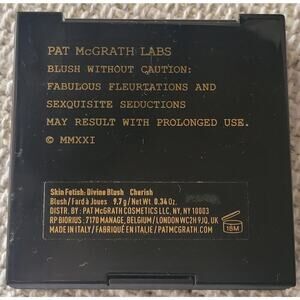 PAT McGRATH LABS
BLUSH WITHOUT CAUTION:
FABULOUS FLEURTATIONS AND
SEXQUISITE SEDUCTIONS
MAY RESULT WITH PROLONGED USE.
© MMXXI
Skin Fetish: Divine Blush Cherish
Blush / Fard à Joues 9.7 g / Net Wt. 0.34 Oz.
DISTR. BY: PAT McGRATH COSMETICS LLC, NY, NY 10003
RP BIORIUS: 7170 MANAGE, BELGIUM / LONDON WC2H 9JQ, UK
MADE IN ITALY / FABRIQUÉ EN ITALIE / PATMCGRATH.COM
18M